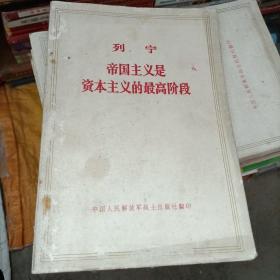 列宁
帝国主义是
资本主义的最高阶段
中国人民解放军战士出版社翻印